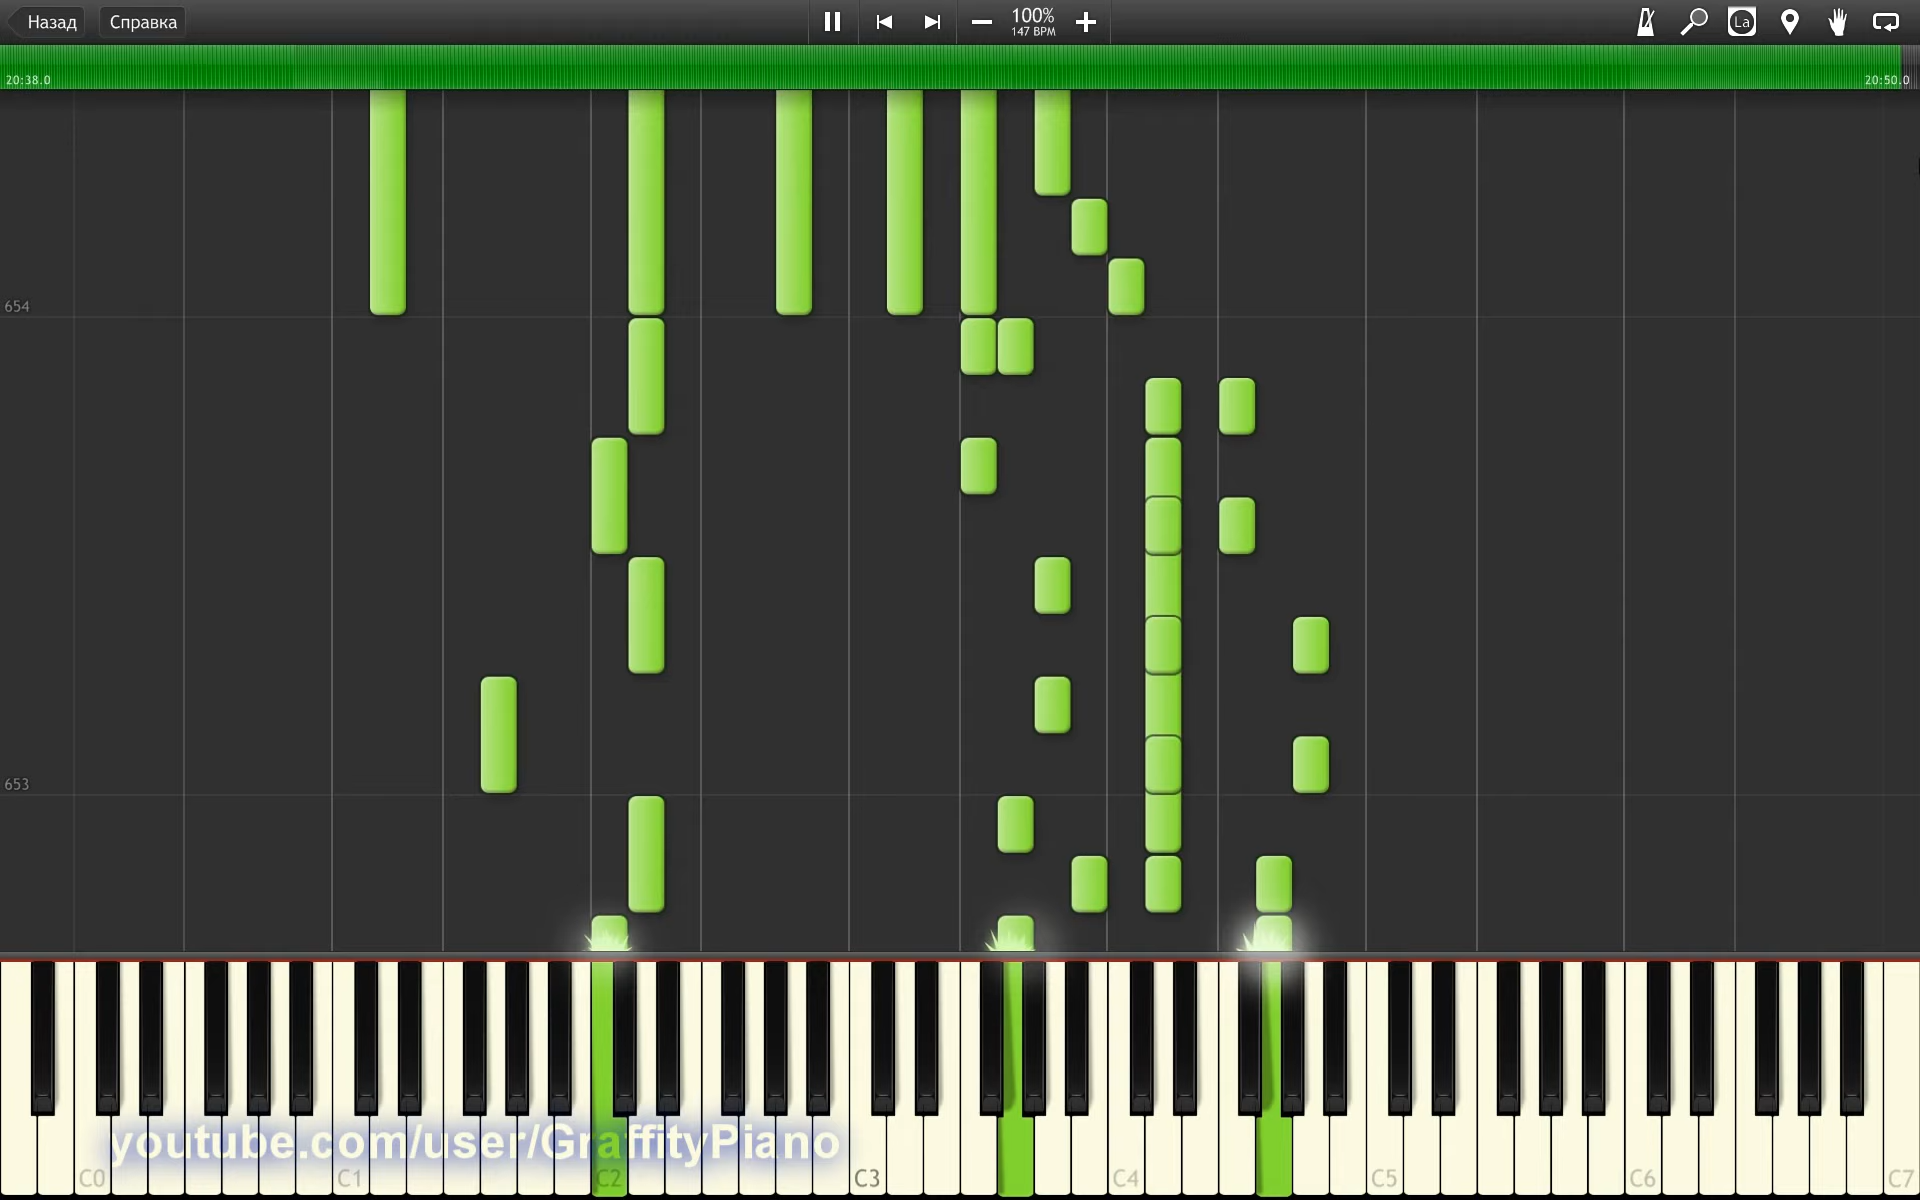 Назад Справка 100% La
147 BPM
20:38.0 20:50.0
654
653
youtube.com/user/GraffityPiano
C0 C1 C2 C3 C4 C5 C6 C7